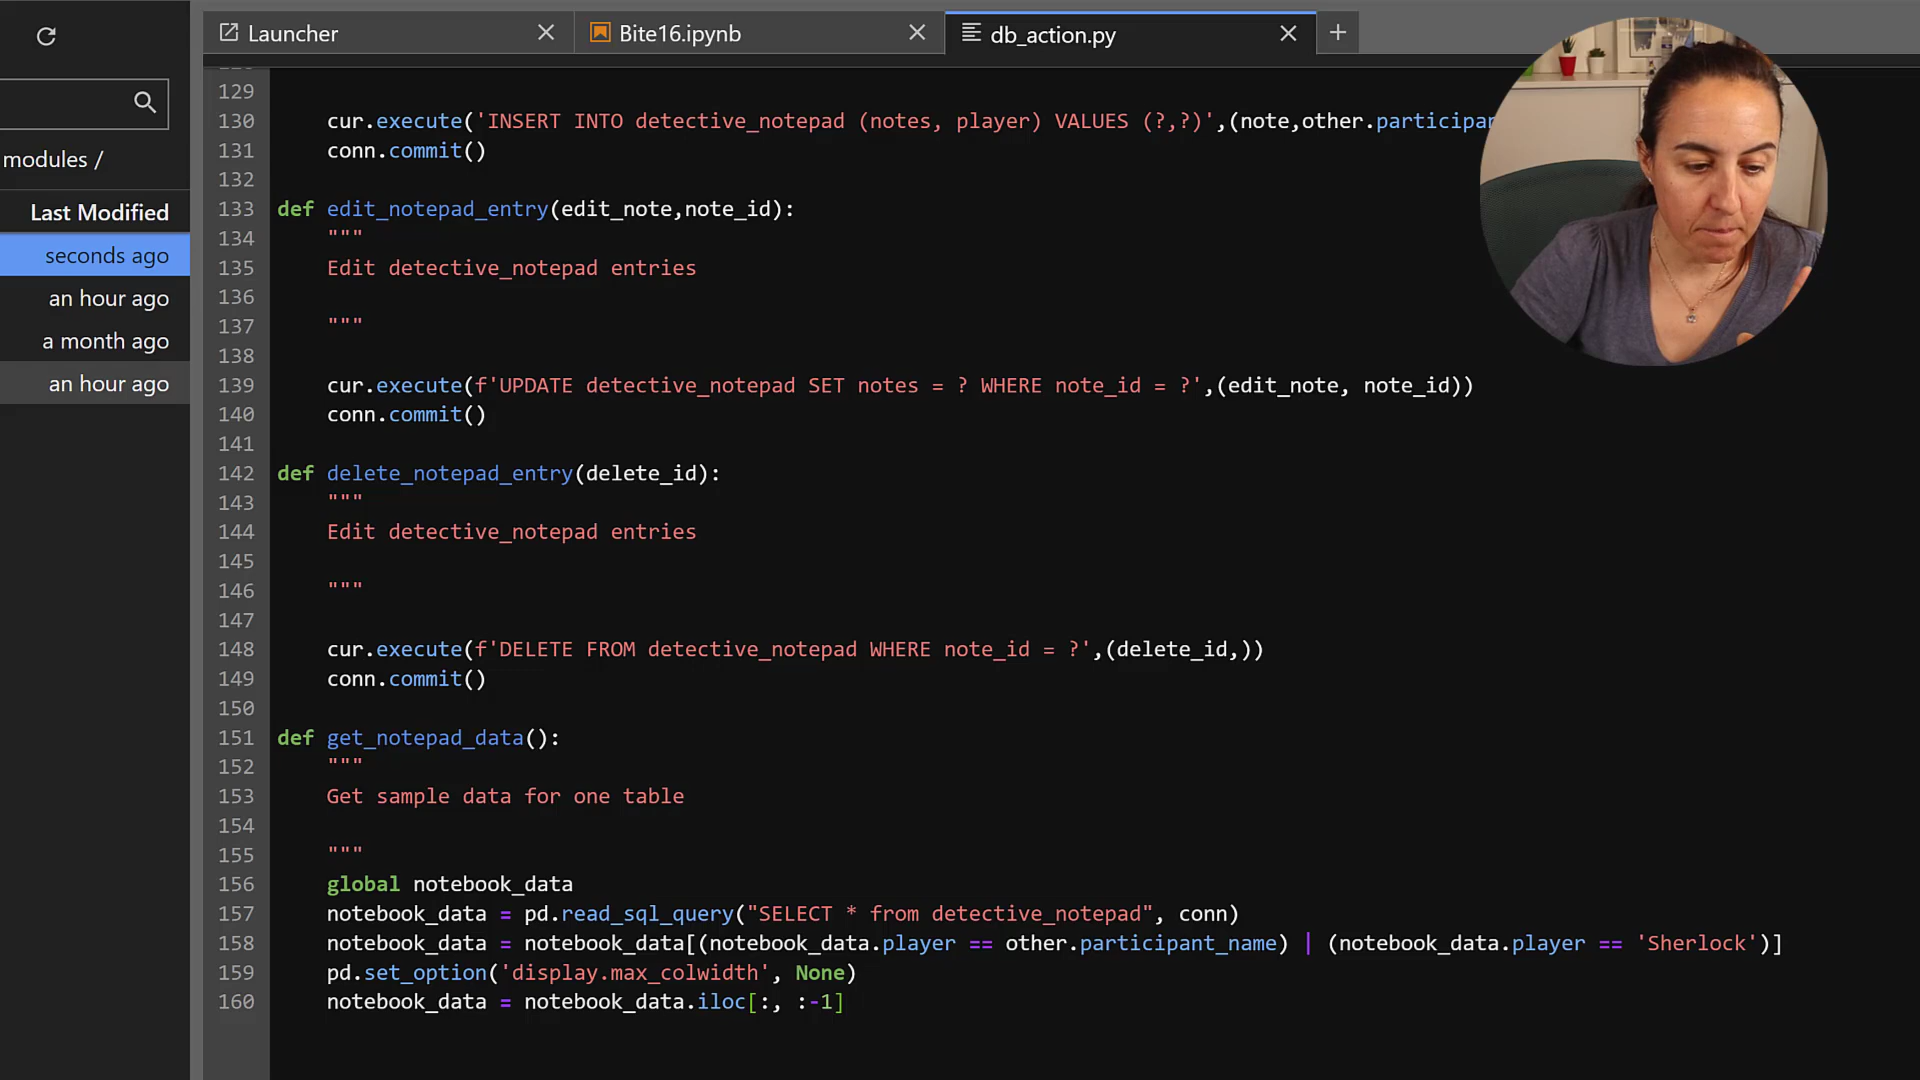 Launcher
Bite16.ipynb
db_action.py
modules /
Last Modified
seconds ago
an hour ago
a month ago
an hour ago
129
130 cur.execute('INSERT INTO detective_notepad (notes, player) VALUES (?,?)',(note,other.participan
131 conn.commit()
132
133 def edit_notepad_entry(edit_note,note_id):
134 """
135 Edit detective_notepad entries
136
137 """
138
139 cur.execute(f'UPDATE detective_notepad SET notes = ? WHERE note_id = ?',(edit_note, note_id))
140 conn.commit()
141
142 def delete_notepad_entry(delete_id):
143 """
144 Edit detective_notepad entries
145
146 """
147
148 cur.execute(f'DELETE FROM detective_notepad WHERE note_id = ?',(delete_id,))
149 conn.commit()
150
151 def get_notepad_data():
152 """
153 Get sample data for one table
154
155 """
156 global notebook_data
157 notebook_data = pd.read_sql_query("SELECT * from detective_notepad", conn)
158 notebook_data = notebook_data[(notebook_data.player == other.participant_name) | (notebook_data.player == 'Sherlock')]
159 pd.set_option('display.max_colwidth', None)
160 notebook_data = notebook_data.iloc[:, :-1]